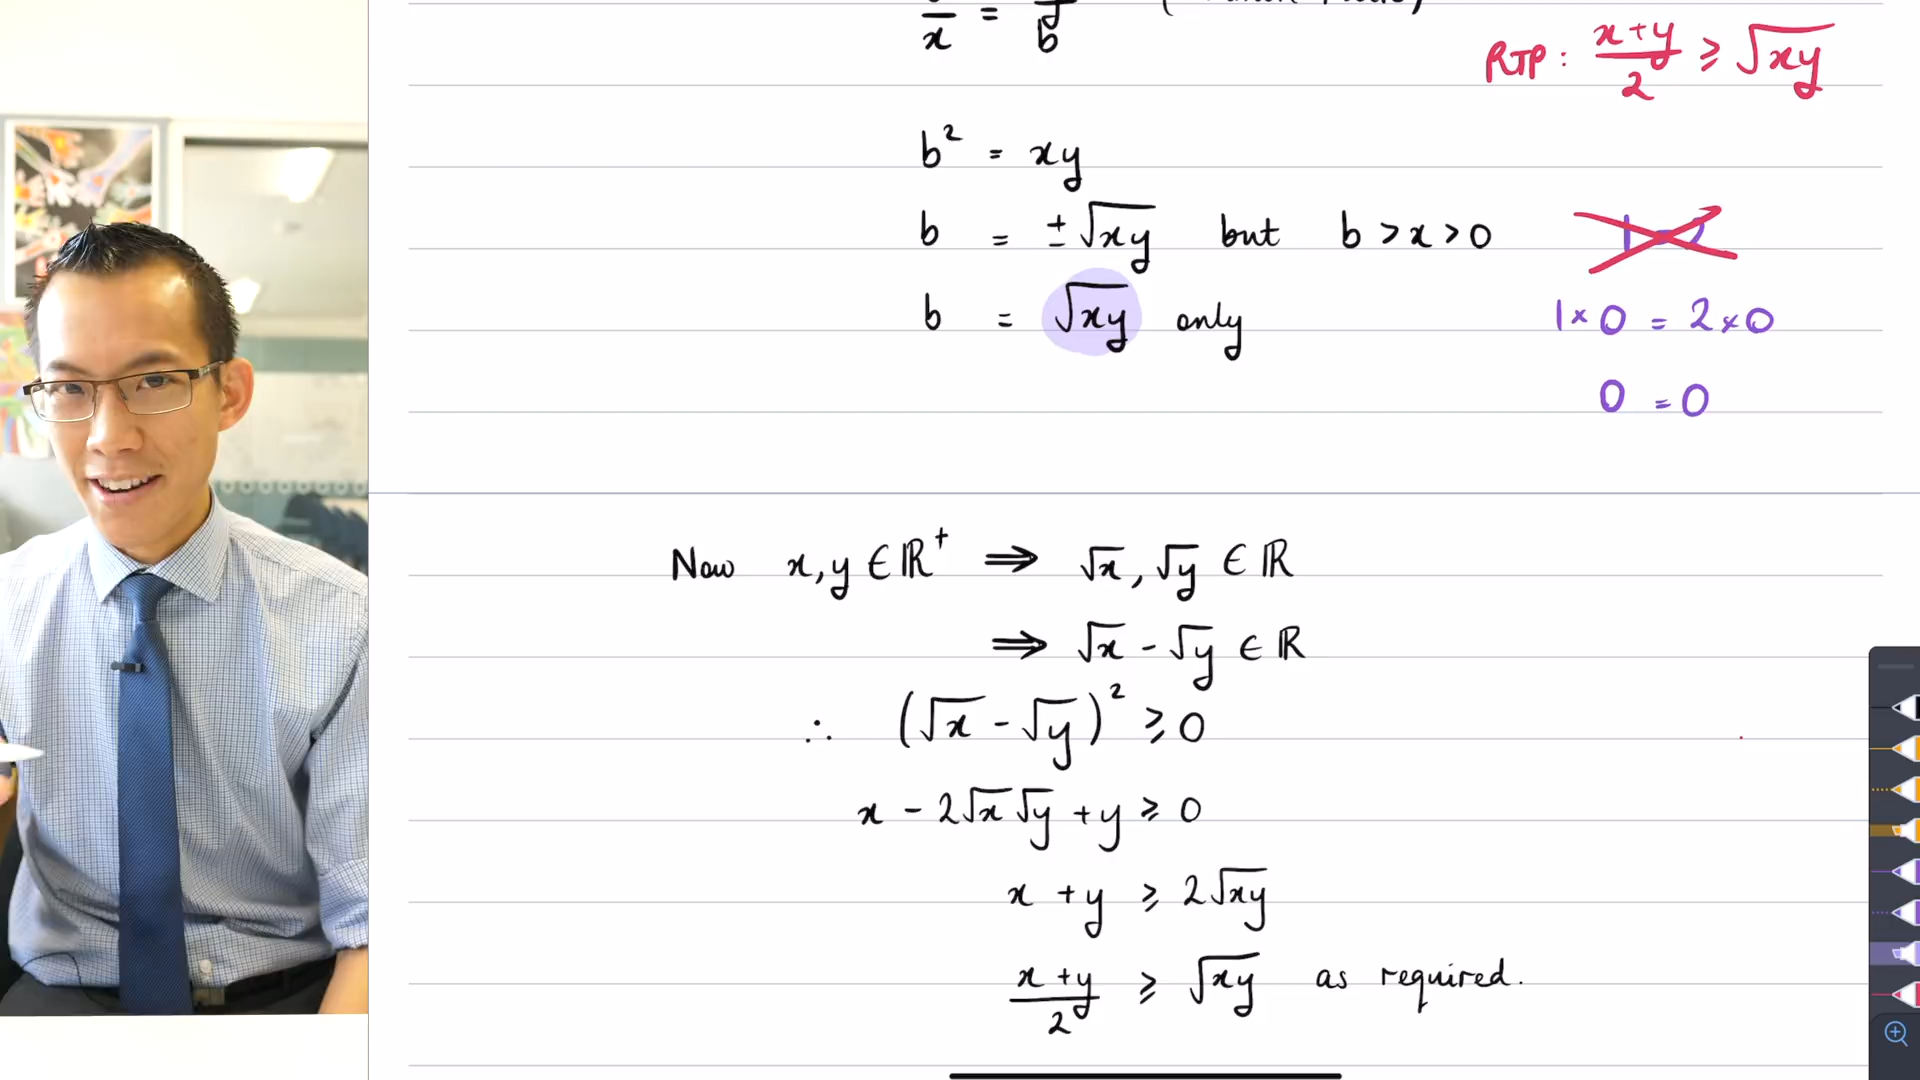 x = b
RTP: (x+y)/2 ⩾ √xy
b² = xy
b = ±√xy but b > x > 0
b = √xy only
1×0 = 2×0
0 = 0
Now x, y ∈ ℝ⁺ ⟹ √x, √y ∈ ℝ
⟹ √x - √y ∈ ℝ
∴ (√x - √y)² ⩾ 0
x - 2√x√y + y ⩾ 0
x + y ⩾ 2√xy
(x+y)/2 ⩾ √xy as required.